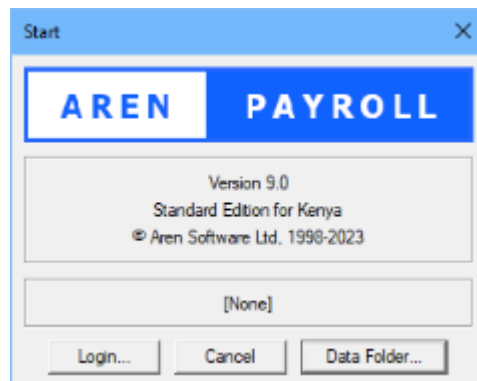 Start
AREN PAYROLL
Version 9.0
Standard Edition for Kenya
© Aren Software Ltd, 1998-2023
[None]
Login... Cancel Data Folder...